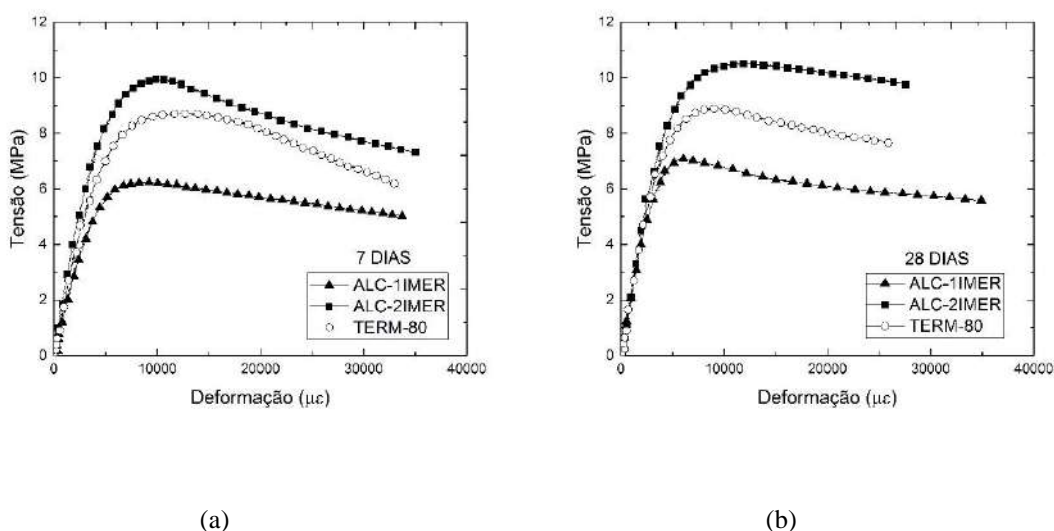 12
10
8
6
4
2
0
Tensão (MPa)
7 DIAS
ALC-1IMER
ALC-2IMER
TERM-80
0 10000 20000 30000 40000
Deformação (με)
(a)
12
10
8
6
4
2
0
Tensão (MPa)
28 DIAS
ALC-1IMER
ALC-2IMER
TERM-80
0 10000 20000 30000 40000
Deformação (με)
(b)